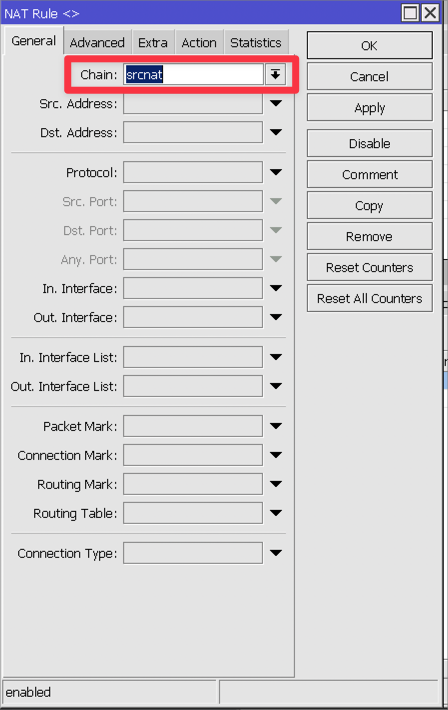 NAT Rule <>
General Advanced Extra Action Statistics
Chain: srcnat
Src. Address:
Dst. Address:
Protocol:
Src. Port:
Dst. Port:
Any. Port:
In. Interface:
Out. Interface:
In. Interface List:
Out. Interface List:
Packet Mark:
Connection Mark:
Routing Mark:
Routing Table:
Connection Type:
OK
Cancel
Apply
Disable
Comment
Copy
Remove
Reset Counters
Reset All Counters
enabled